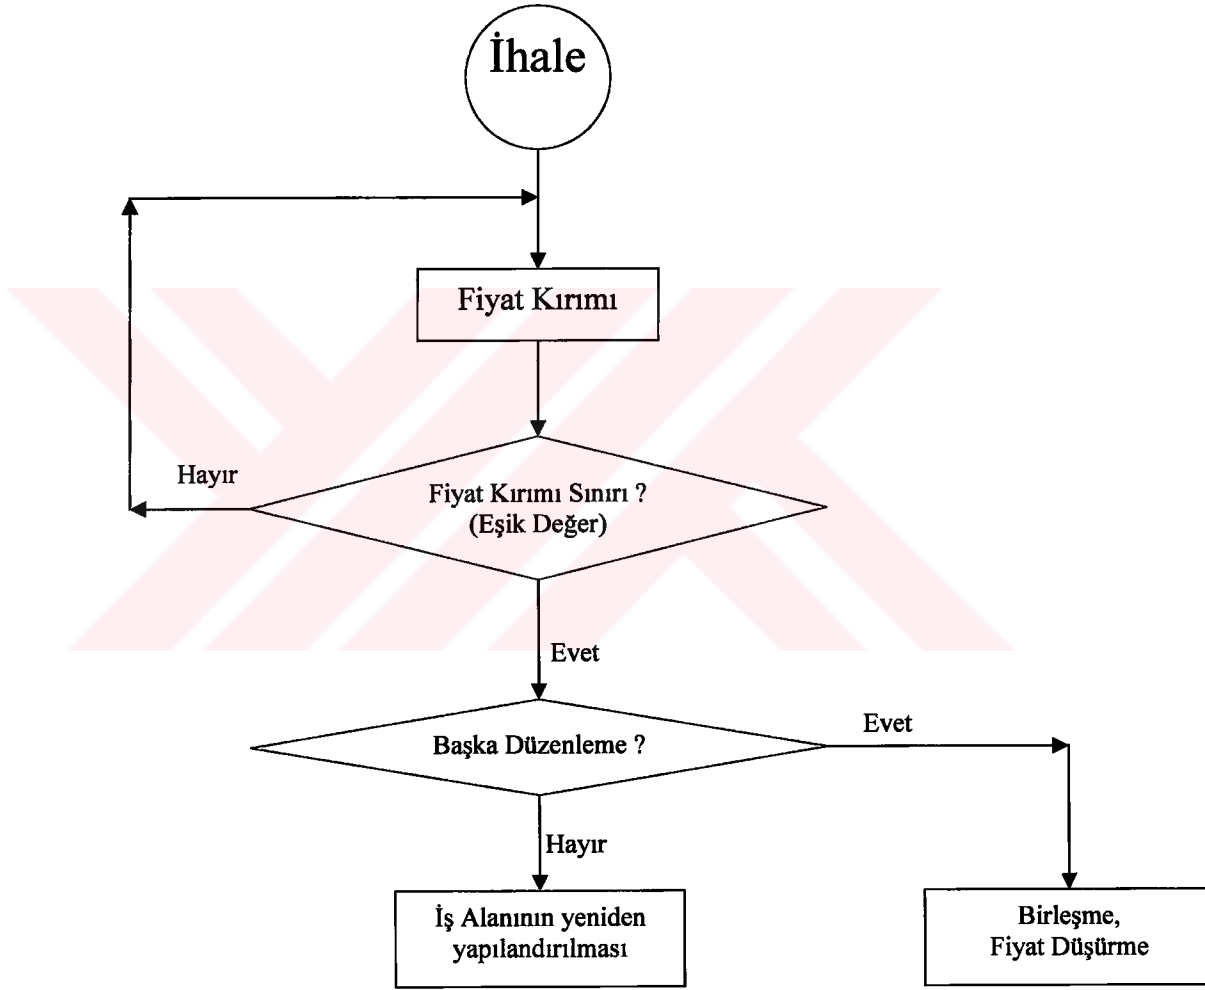 İhale
Fiyat Kırımı
Hayır
Fiyat Kırımı Sınırı ?
(Eşik Değer)
Evet
Başka Düzenleme ?
Evet
Hayır
İş Alanının yeniden
yapılandırılması
Birleşme,
Fiyat Düşürme